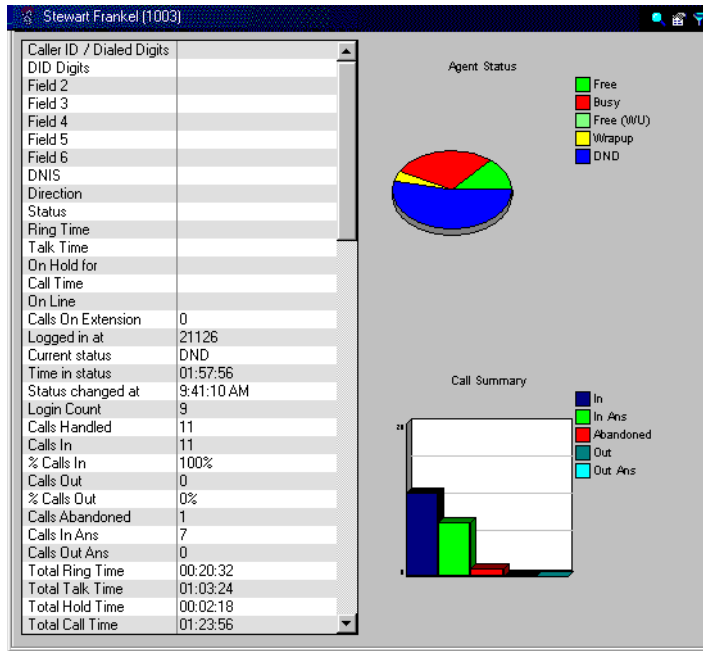 Stewart Frankel (1003)
Caller ID / Dialed Digits
DID Digits
Field 2
Field 3
Field 4
Field 5
Field 6
DNIS
Direction
Status
Ring Time
Talk Time
On Hold for
Call Time
On Line
Calls On Extension 0
Logged in at 21126
Current status DND
Time in status 01:57:56
Status changed at 9:41:10 AM
Login Count 9
Calls Handled 11
Calls In 11
% Calls In 100%
Calls Out 0
% Calls Out 0%
Calls Abandoned 1
Calls In Ans 7
Calls Out Ans 0
Total Ring Time 00:20:32
Total Talk Time 01:03:24
Total Hold Time 00:02:18
Total Call Time 01:23:56
Agent Status
Free
Busy
Free (WU)
Wrapup
DND
Call Summary
20
0
In
In Ans
Abandoned
Out
Out Ans